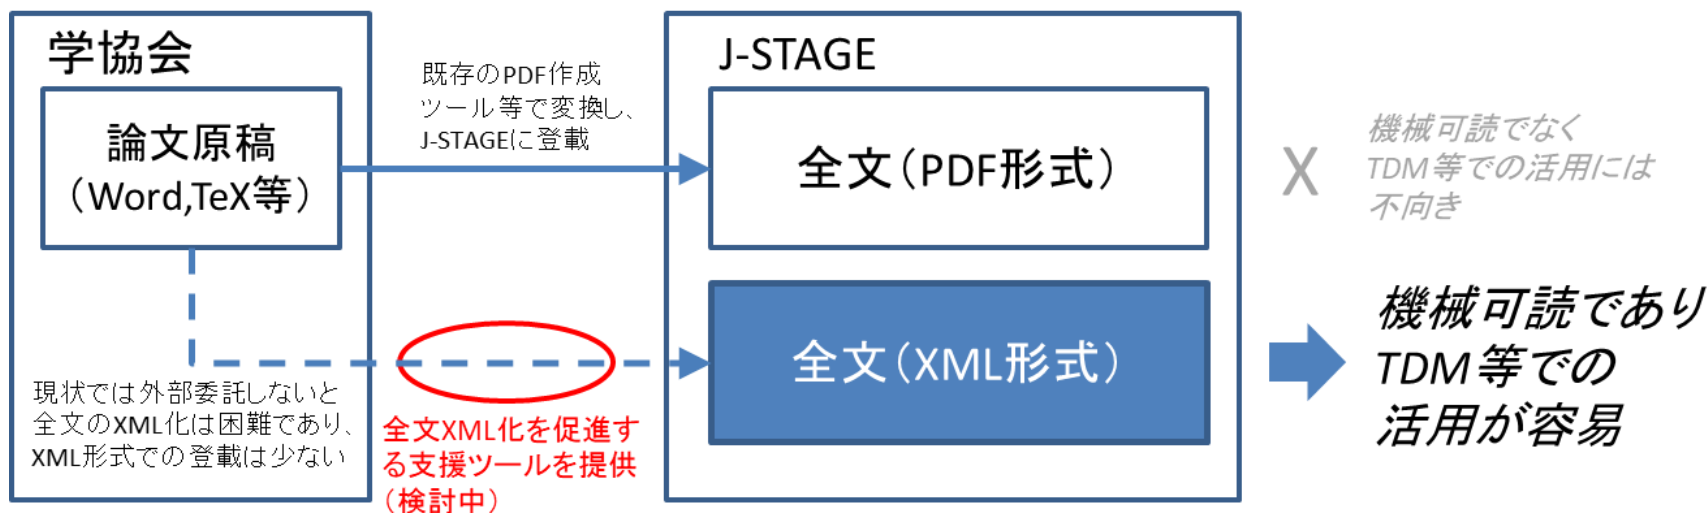 学協会
論文原稿
（Word,TeX等）
既存のPDF作成
ツール等で変換し、
J-STAGEに登載
現状では外部委託しないと
全文のXML化は困難であり、
XML形式での登載は少ない
全文XML化を促進す
る支援ツールを提供
（検討中）
J-STAGE
全文（PDF形式）
全文（XML形式）
X
機械可読でなく
TDM等での活用には
不向き
機械可読であり
TDM等での
活用が容易